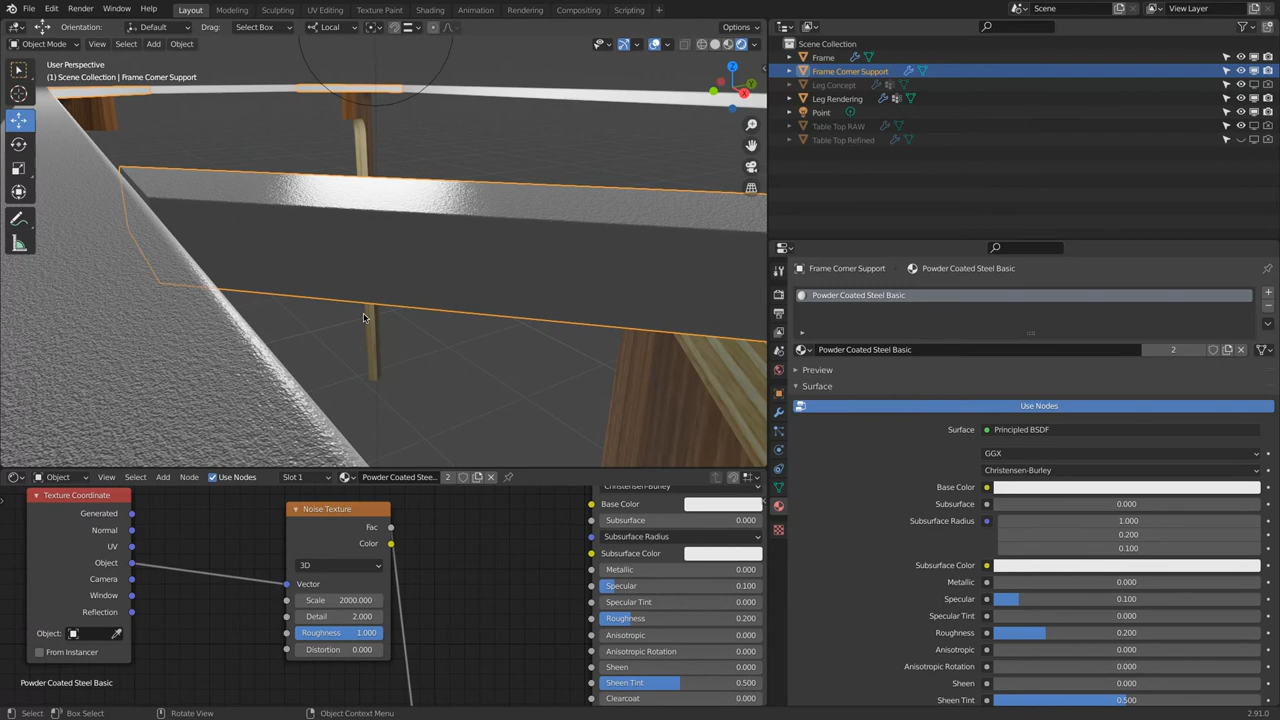 File Edit Render Window Help Layout Modeling Sculpting UV Editing Texture Paint Shading Animation Rendering Compositing Scripting Scene View Layer
Orientation: Default Drag: Select Box Local Options
Object Mode View Select Add Object
User Perspective
(1) Scene Collection | Frame Corner Support
Z
Y
X
Scene Collection
Frame
Frame Corner Support
Leg Concept
Leg Rendering
Point
Table Top RAW
Table Top Refined
Frame Corner Support Powder Coated Steel Basic
Powder Coated Steel Basic
Powder Coated Steel Basic 2
Preview
Surface
Use Nodes
Surface Principled BSDF
GGX
Christensen-Burley
Base Color
Subsurface 0.000
Subsurface Radius 1.000
0.200
0.100
Subsurface Color
Metallic 0.000
Specular 0.100
Specular Tint 0.000
Roughness 0.200
Anisotropic 0.000
Anisotropic Rotation 0.000
Sheen 0.000
Sheen Tint 0.500
Object View Select Add Node Use Nodes Slot 1 Powder Coated Stee... 2
Texture Coordinate
Generated
Normal
UV
Object
Camera
Window
Reflection
Object:
From Instancer
Noise Texture
Fac
Color
3D
Vector
Scale 2000.000
Detail 2.000
Roughness 1.000
Distortion 0.000
Christensen-Burley
Base Color
Subsurface 0.000
Subsurface Radius
Subsurface Color
Metallic 0.000
Specular 0.100
Specular Tint 0.000
Roughness 0.200
Anisotropic 0.000
Anisotropic Rotation 0.000
Sheen 0.000
Sheen Tint 0.500
Clearcoat 0.000
Powder Coated Steel Basic
Select Box Select Rotate View Object Context Menu 2.91.0